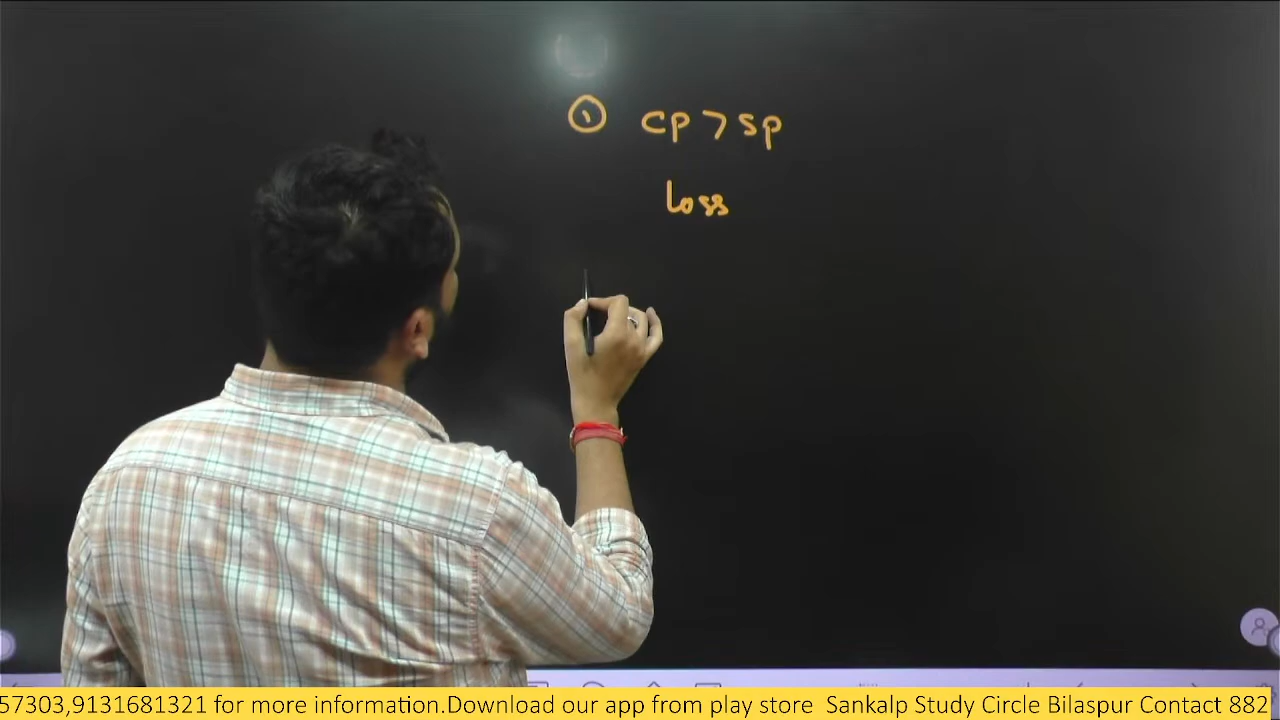 ① cp > sp
loss
57303,9131681321 for more information.Download our app from play store Sankalp Study Circle Bilaspur Contact 882